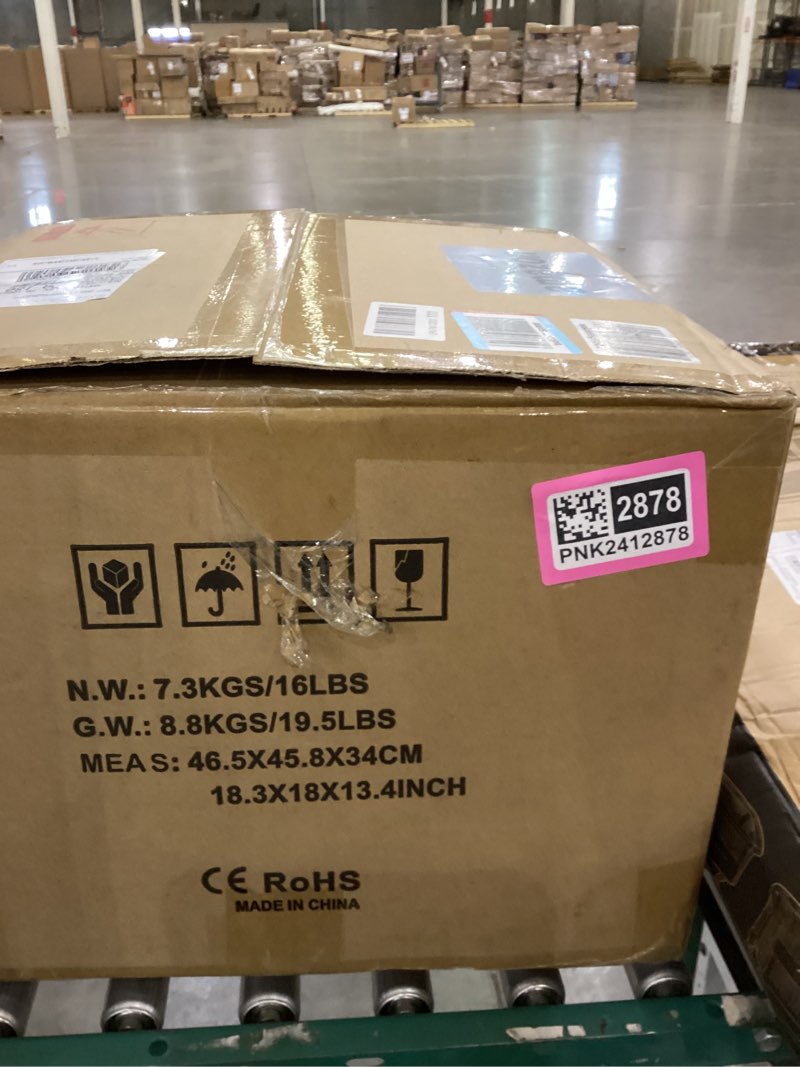 2878
PNK2412878
N.W.: 7.3KGS/16LBS
G.W.: 8.8KGS/19.5LBS
MEAS: 46.5X45.8X34CM
18.3X18X13.4INCH
CE RoHS
MADE IN CHINA